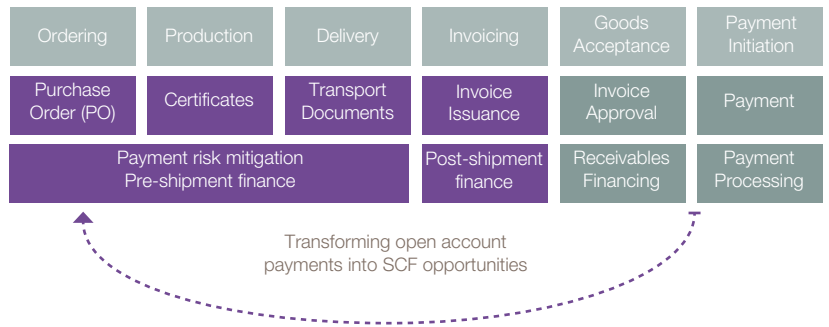 Ordering
Production
Delivery
Invoicing
Goods
Acceptance
Payment
Initiation
Purchase
Order (PO)
Certificates
Transport
Documents
Invoice
Issuance
Invoice
Approval
Payment
Payment risk mitigation
Pre-shipment finance
Post-shipment
finance
Receivables
Financing
Payment
Processing
Transforming open account
payments into SCF opportunities